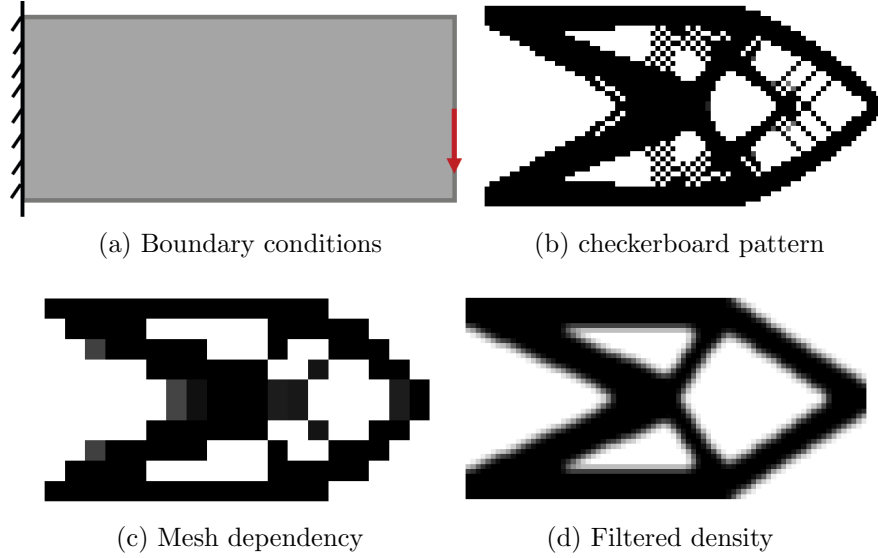 (a) Boundary conditions
(b) checkerboard pattern
(c) Mesh dependency
(d) Filtered density